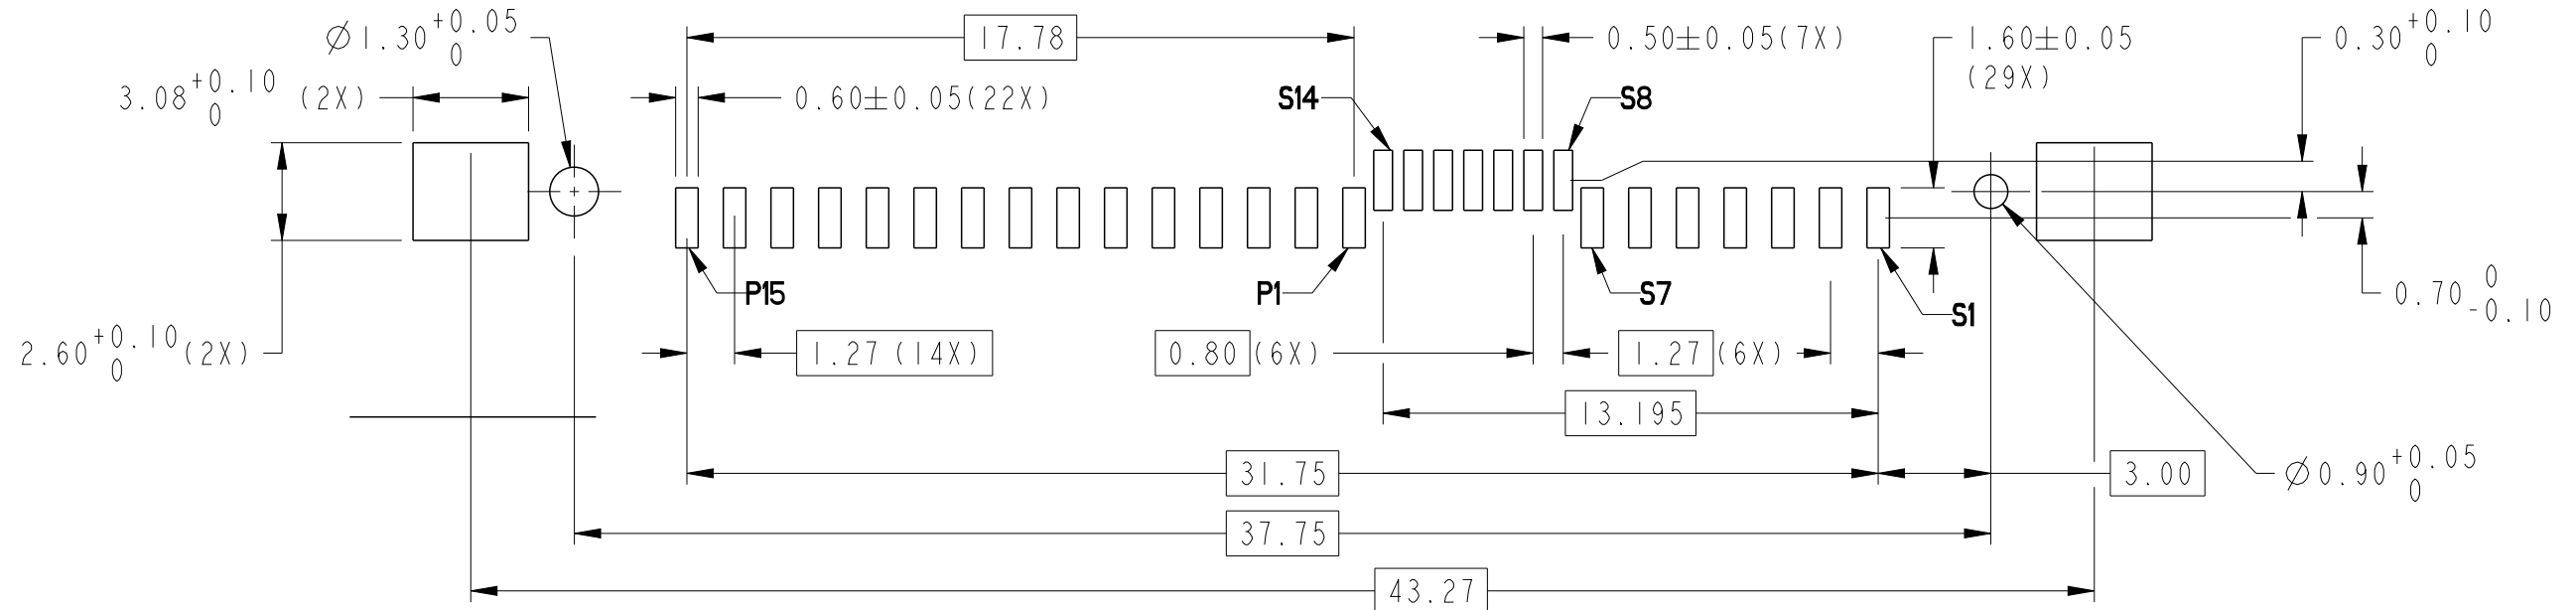 ⌀1.30 +0.05 0
17.78
0.50±0.05(7X)
1.60±0.05
(29X)
0.30 +0.10 0
3.08 +0.10 0 (2X)
0.60±0.05(22X)
S14
S8
P15
P1
S7
S1
0.70 0 -0.10
2.60 +0.10 0 (2X)
1.27 (14X)
0.80 (6X)
1.27 (6X)
13.195
31.75
3.00
⌀0.90 +0.05 0
37.75
43.27